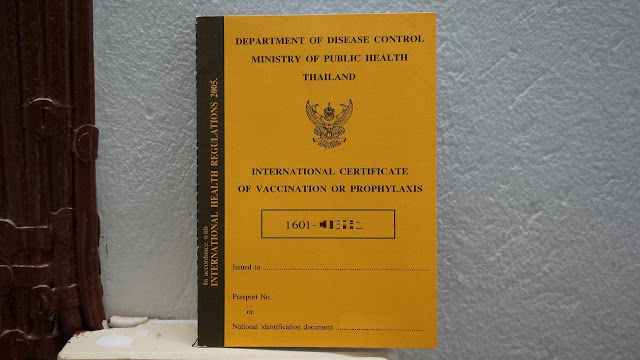 DEPARTMENT OF DISEASE CONTROL
MINISTRY OF PUBLIC HEALTH
THAILAND
INTERNATIONAL CERTIFICATE
OF VACCINATION OR PROPHYLAXIS
1601-
Issued to
Passport No.
or
National identification document
In accordance with
INTERNATIONAL HEALTH REGULATIONS 2005.